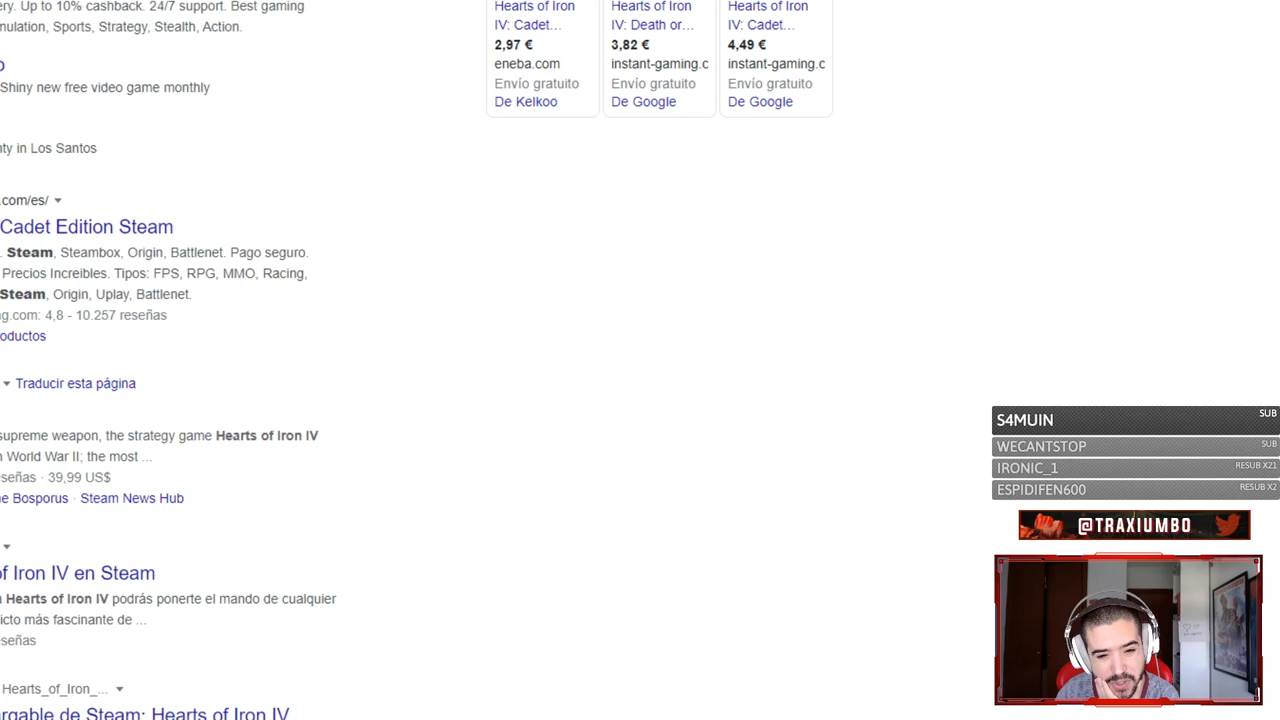 ery. Up to 10% cashback. 24/7 support. Best gaming
mulation, Sports, Strategy, Stealth, Action.
o
Shiny new free video game monthly
nty in Los Santos
.com/es/
Cadet Edition Steam
. Steam, Steambox, Origin, Battlenet. Pago seguro.
Precios Increibles. Tipos: FPS, RPG, MMO, Racing,
Steam, Origin, Uplay, Battlenet.
g.com: 4,8 - 10.257 reseñas
oductos
Traducir esta página
supreme weapon, the strategy game Hearts of Iron IV
n World War II; the most ...
eseñas · 39,99 US$
he Bosporus · Steam News Hub
of Iron IV en Steam
n Hearts of Iron IV podrás ponerte el mando de cualquier
icto más fascinante de ...
eseñas
Hearts_of_Iron_...
rgable de Steam: Hearts of Iron IV
Hearts of Iron
IV: Cadet...
2,97 €
eneba.com
Envío gratuito
De Kelkoo
Hearts of Iron
IV: Death or...
3,82 €
instant-gaming.c
Envío gratuito
De Google
Hearts of Iron
IV: Cadet...
4,49 €
instant-gaming.c
Envío gratuito
De Google
S4MUIN SUB
WECANTSTOP SUB
IRONIC_1 RESUB X21
ESPIDIFEN600 RESUB X2
@TRAXIUMBO